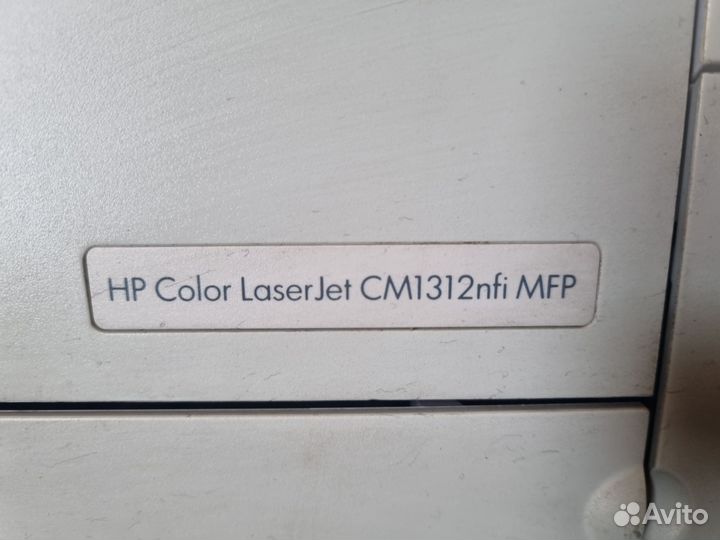 HP Color LaserJet CM1312nfi MFP
Avito